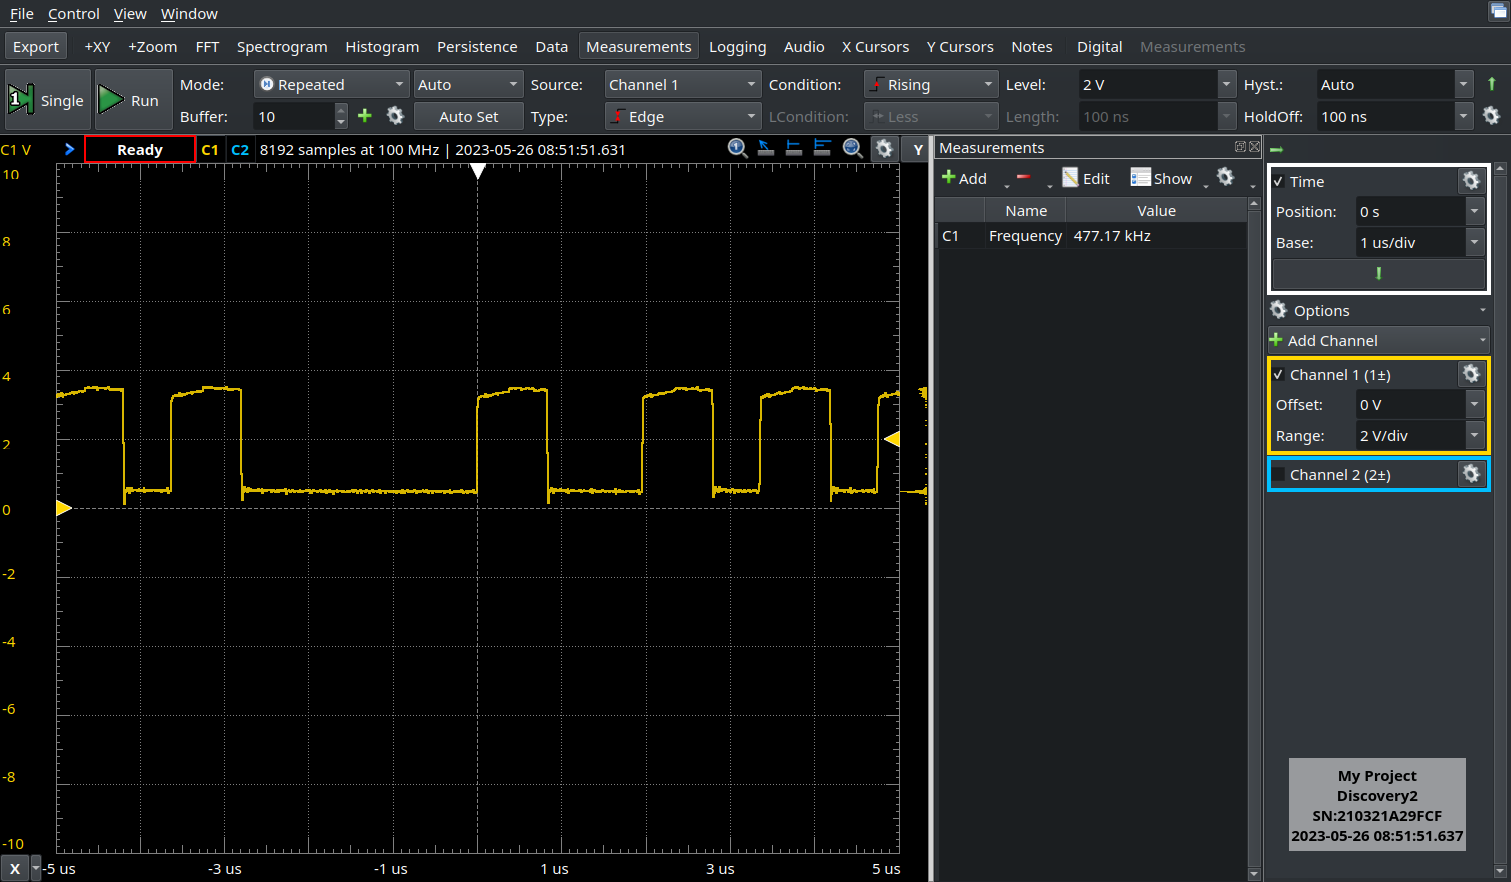 File Control View Window
Export +XY +Zoom FFT Spectrogram Histogram Persistence Data Measurements Logging Audio X Cursors Y Cursors Notes Digital Measurements
1 Single Run Mode: Repeated Auto Source: Channel 1 Condition: Rising Level: 2 V Hyst.: Auto
Buffer: 10 Auto Set Type: Edge LCondition: Less Length: 100 ns HoldOff: 100 ns
C1 V Ready C1 C2 8192 samples at 100 MHz | 2023-05-26 08:51:51.631 Y
10
8
6
4
2
0
-2
-4
-6
-8
-10
X -5 us -3 us -1 us 1 us 3 us 5 us
Measurements
Add Edit Show
Name Value
C1 Frequency 477.17 kHz
Time
Position: 0 s
Base: 1 us/div
Options
Add Channel
Channel 1 (1±)
Offset: 0 V
Range: 2 V/div
Channel 2 (2±)
My Project
Discovery2
SN:210321A29FCF
2023-05-26 08:51:51.637